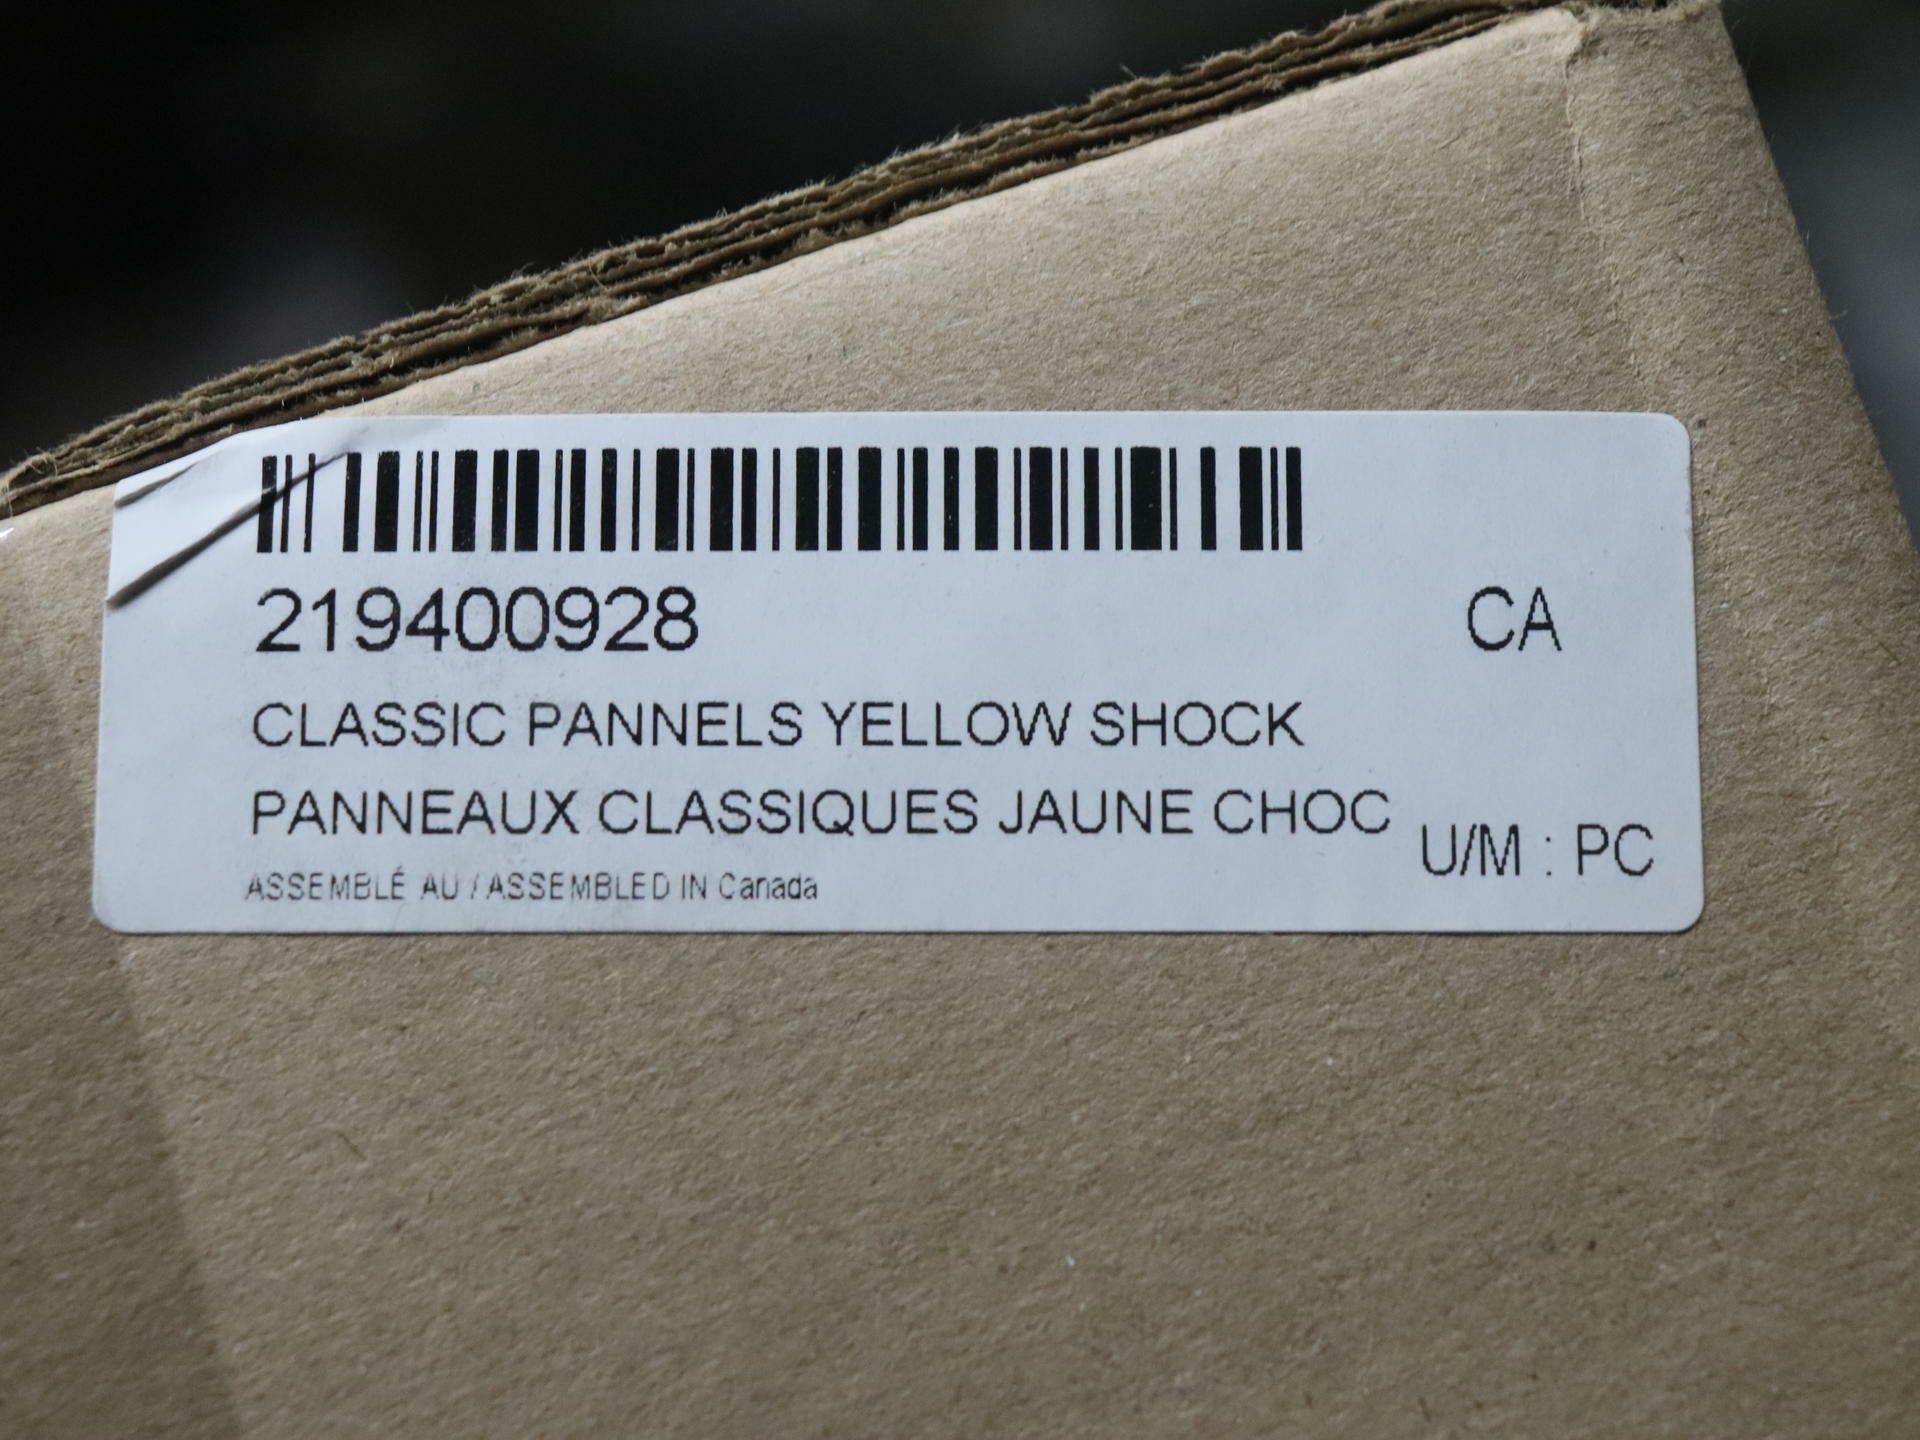 219400928
CA
CLASSIC PANNELS YELLOW SHOCK
PANNEAUX CLASSIQUES JAUNE CHOC
U/M : PC
ASSEMBLÉ AU / ASSEMBLED IN Canada